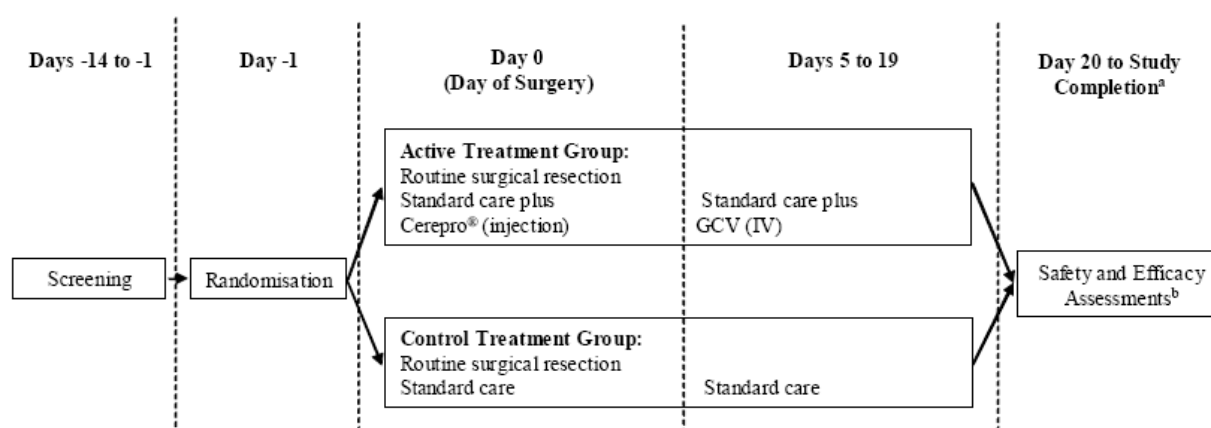 Days -14 to -1
Day -1
Day 0
(Day of Surgery)
Days 5 to 19
Day 20 to Study
Completionᵃ
Active Treatment Group:
Routine surgical resection
Standard care plus
Cerepro® (injection)
Standard care plus
GCV (IV)
Screening
Randomisation
Safety and Efficacy
Assessmentsᵇ
Control Treatment Group:
Routine surgical resection
Standard care
Standard care